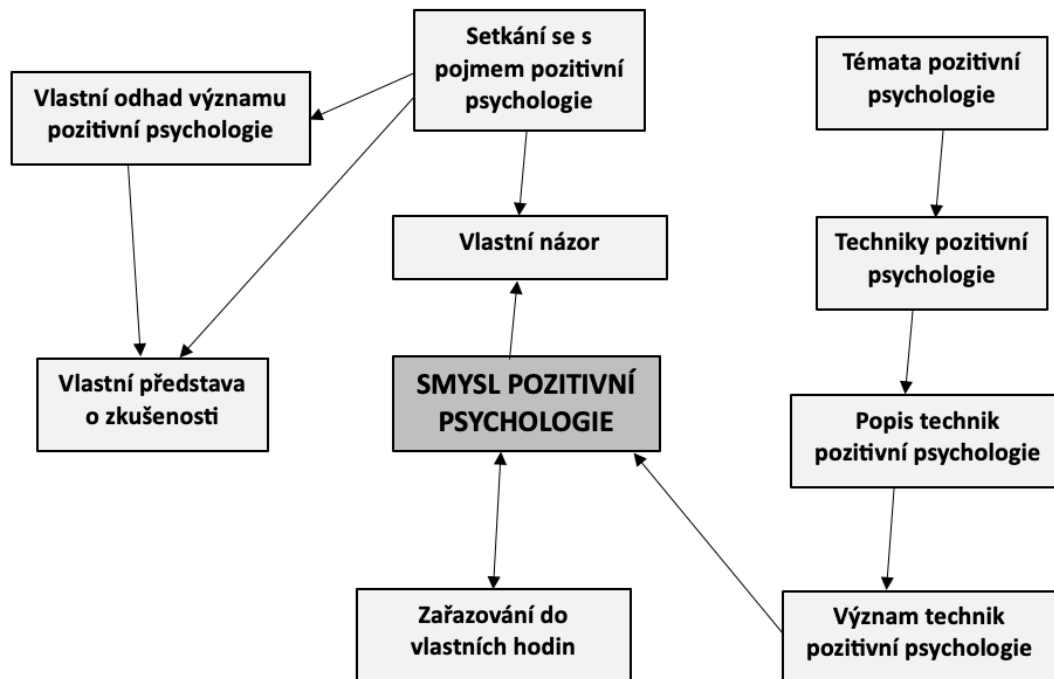 Setkání se s
pojmem pozitivní
psychologie
Témata pozitivní
psychologie
Vlastní odhad významu
pozitivní psychologie
Vlastní názor
Techniky pozitivní
psychologie
Vlastní představa
o zkušenosti
SMYSL POZITIVNÍ
PSYCHOLOGIE
Popis technik
pozitivní psychologie
Zařazování do
vlastních hodin
Význam technik
pozitivní psychologie